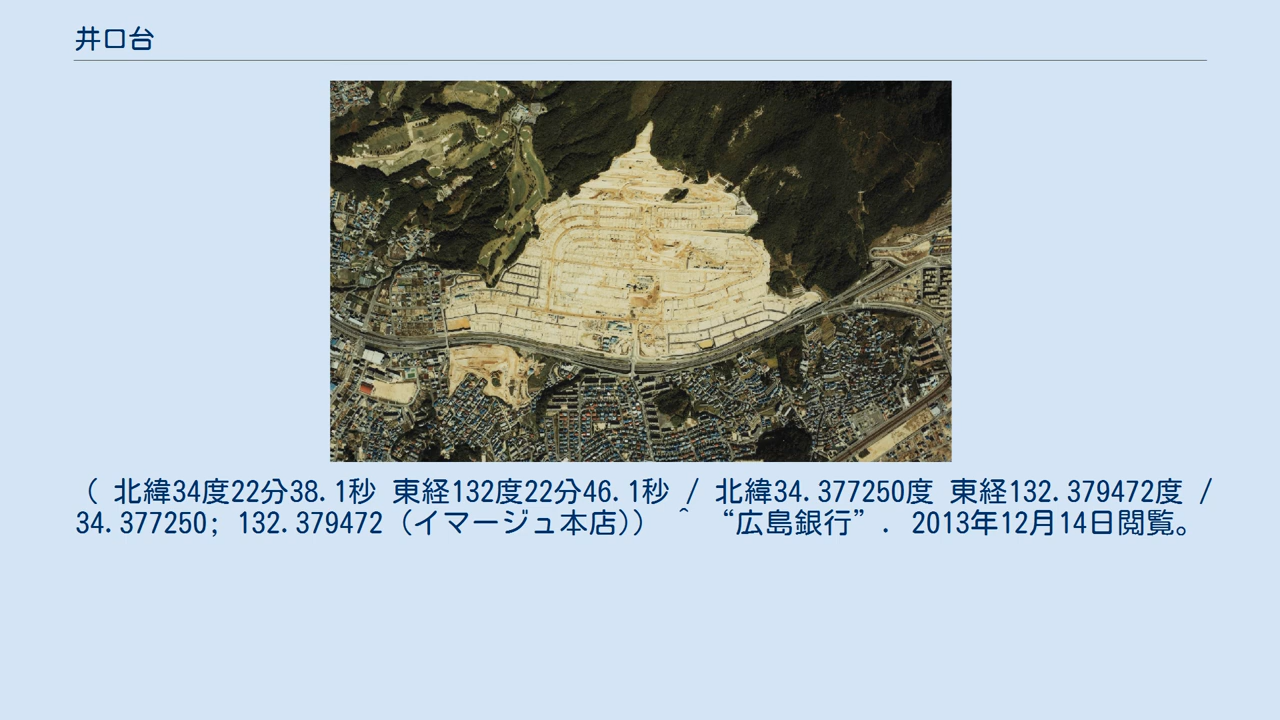 井口台
（ 北緯34度22分38.1秒 東経132度22分46.1秒 / 北緯34.377250度 東経132.379472度 /
34.377250; 132.379472（イマージュ本店）） ^ “広島銀行”. 2013年12月14日閲覧。